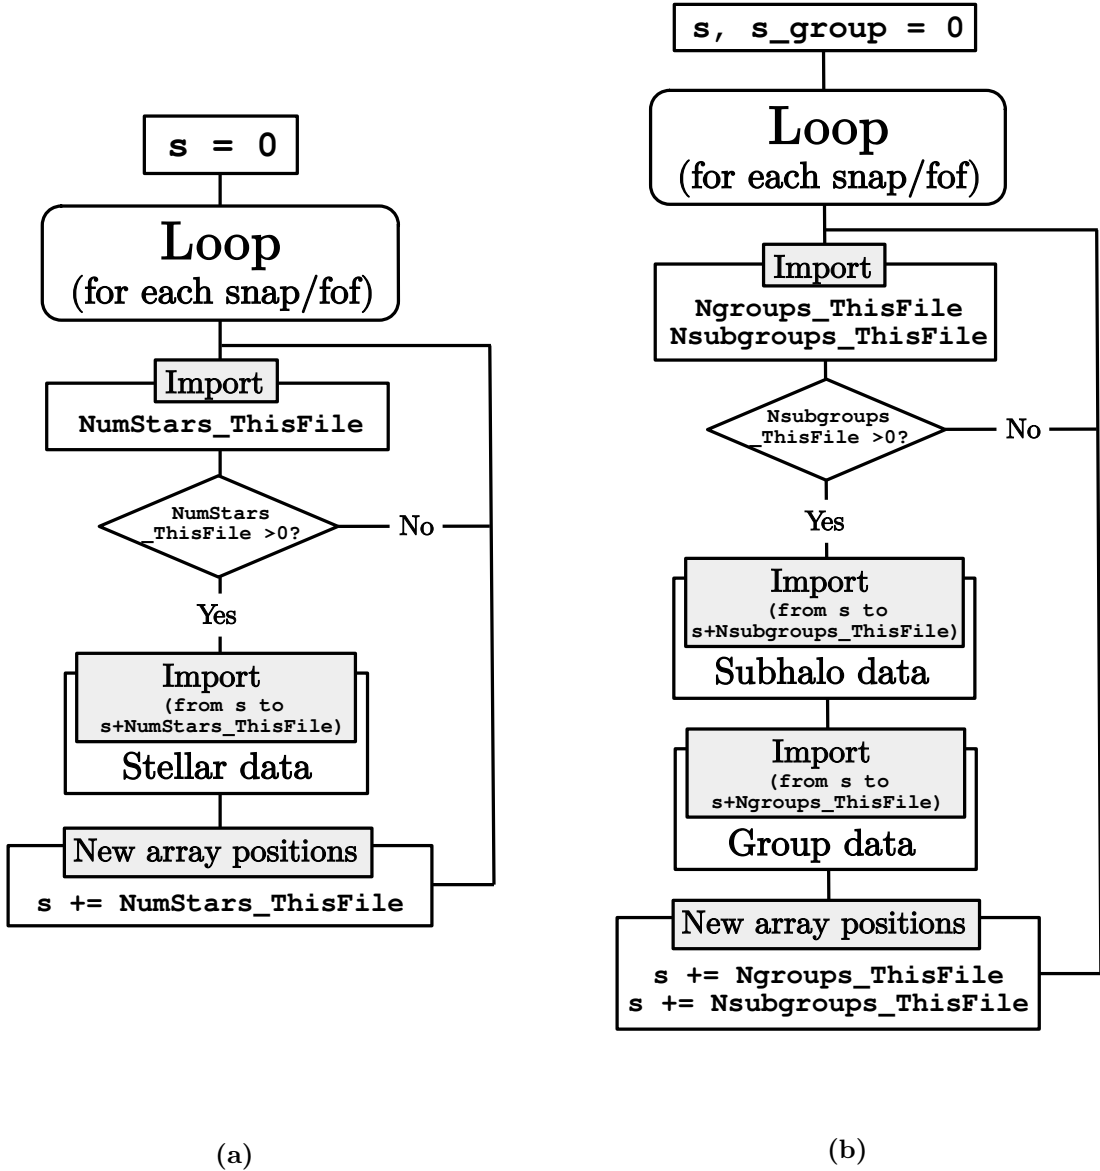 s = 0
Loop
(for each snap/fof)
Import
NumStars_ThisFile
NumStars
_ThisFile >0?
No
Yes
Import
(from s to
s+NumStars_ThisFile)
Stellar data
New array positions
s += NumStars_ThisFile
(a)
s, s_group = 0
Loop
(for each snap/fof)
Import
Ngroups_ThisFile
Nsubgroups_ThisFile
Nsubgroups
_ThisFile >0?
No
Yes
Import
(from s to
s+Nsubgroups_ThisFile)
Subhalo data
Import
(from s to
s+Ngroups_ThisFile)
Group data
New array positions
s += Ngroups_ThisFile
s += Nsubgroups_ThisFile
(b)